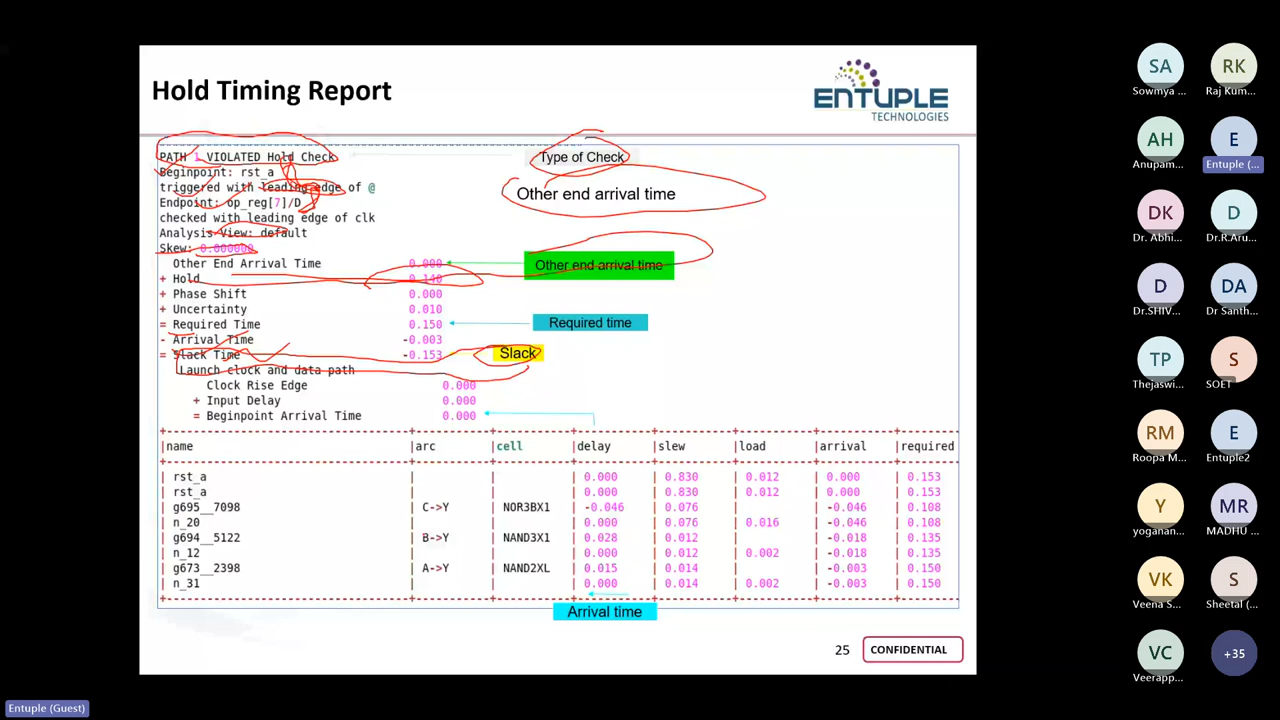 Hold Timing Report
ENTUPLE
TECHNOLOGIES
PATH 1 VIOLATED Hold Check
Type of Check
Beginpoint: rst_a
triggered with leading edge of @
Other end arrival time
Endpoint: op_reg[7]/D
checked with leading edge of clk
Analysis View: default
Skew: 0.000000
Other End Arrival Time 0.000
Other end arrival time
+ Hold 0.140
+ Phase Shift 0.000
+ Uncertainty 0.010
= Required Time 0.150
Required time
- Arrival Time -0.003
= Slack Time -0.153
Slack
Launch clock and data path
Clock Rise Edge 0.000
+ Input Delay 0.000
= Beginpoint Arrival Time 0.000
|name |arc |cell |delay |slew |load |arrival |required
| rst_a | | | 0.000 | 0.830 | 0.012 | 0.000 | 0.153
| rst_a | | | 0.000 | 0.830 | 0.012 | 0.000 | 0.153
| g695__7098 | C->Y | NOR3BX1 | -0.046 | 0.076 | | -0.046 | 0.108
| n_20 | | | 0.000 | 0.076 | 0.016 | -0.046 | 0.108
| g694__5122 | B->Y | NAND3X1 | 0.028 | 0.012 | | -0.018 | 0.135
| n_12 | | | 0.000 | 0.012 | 0.002 | -0.018 | 0.135
| g673__2398 | A->Y | NAND2XL | 0.015 | 0.014 | | -0.003 | 0.150
| n_31 | | | 0.000 | 0.014 | 0.002 | -0.003 | 0.150
Arrival time
25
CONFIDENTIAL
SA
RK
Sowmya ...
Raj Kum...
AH
E
Anupam...
Entuple (...
DK
D
Dr. Abhi...
Dr.R.Aru...
D
DA
Dr.SHIV...
Dr Santh...
TP
S
Thejaswi...
SOET
RM
E
Roopa M...
Entuple2
Y
MR
yoganan...
MADHU ...
VK
S
Veena S...
Sheetal (...
VC
+35
Veerapp...
Entuple (Guest)